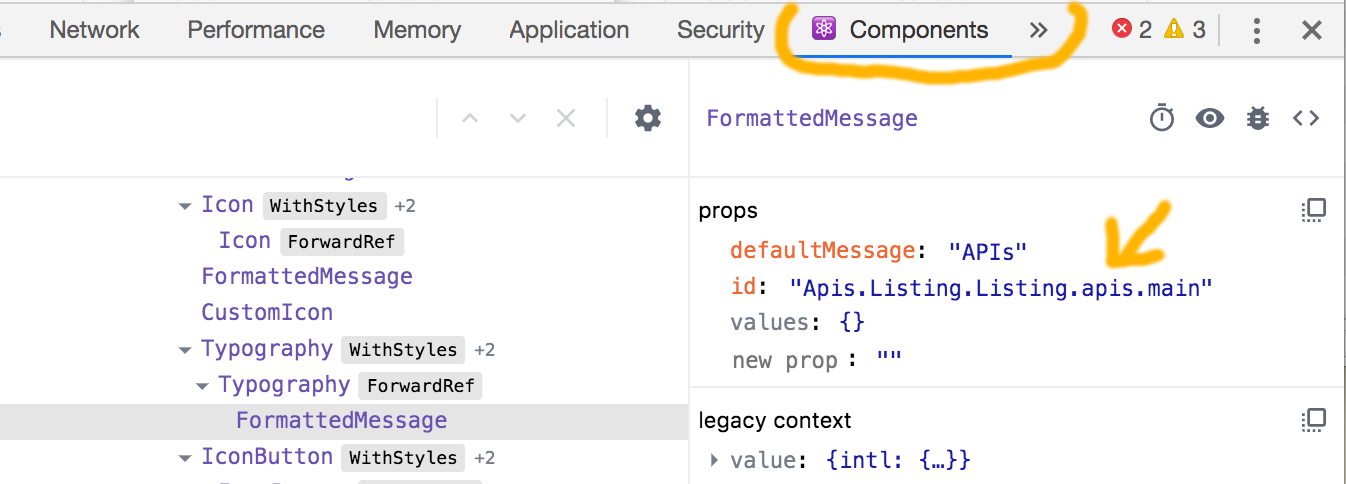 Network Performance Memory Application Security Components » 2 3
FormattedMessage
props
Icon WithStyles +2
Icon ForwardRef
defaultMessage: "APIs"
FormattedMessage
id: "Apis.Listing.Listing.apis.main"
CustomIcon
values: {}
Typography WithStyles +2
new prop : ""
Typography ForwardRef
FormattedMessage
legacy context
IconButton WithStyles +2
value: {intl: {…}}